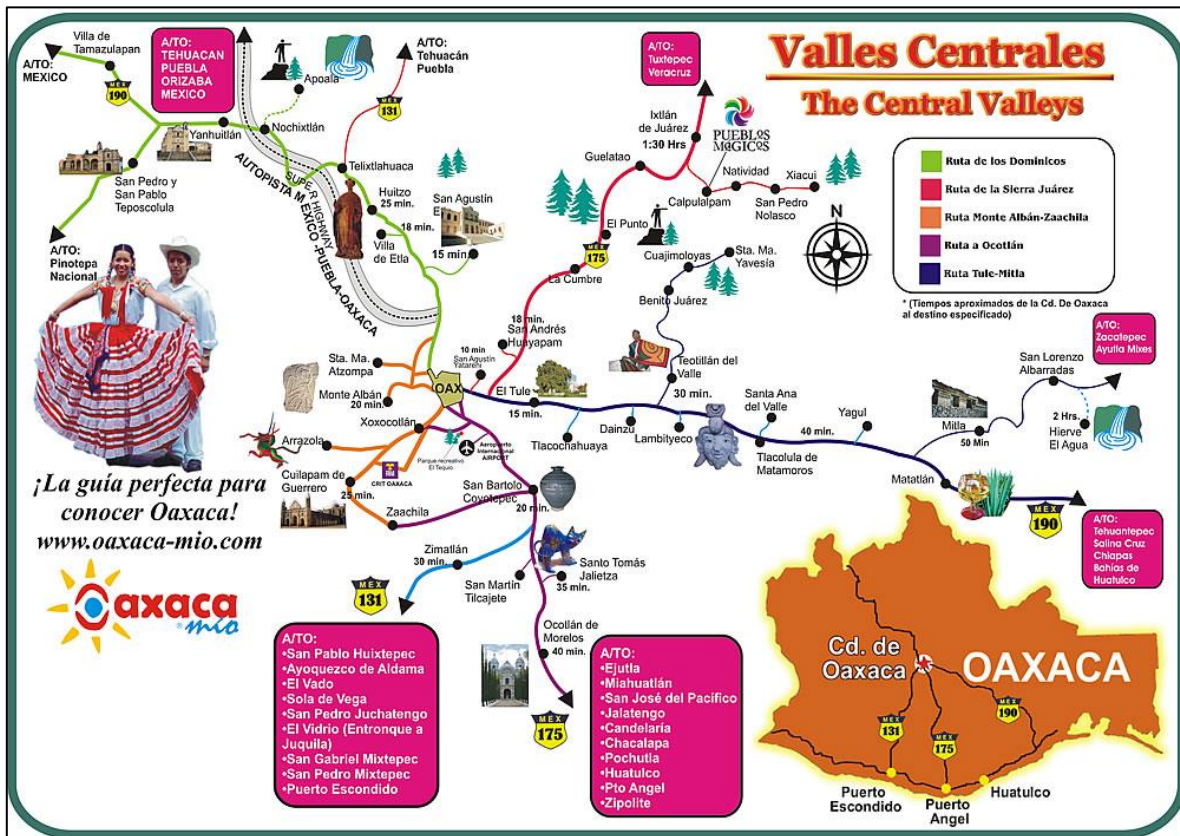 Valles Centrales
The Central Valleys
Villa de
Tamazulapan
A/TO:
MEXICO
MEX
190
A/TO:
TEHUACAN
PUEBLA
ORIZABA
MEXICO
Apoala
A/TO:
Tehuacán
Puebla
MEX
131
Yanhuitlán
Nochixtlán
San Pedro y
San Pablo
Teposcolula
A/TO:
Pinotepa
Nacional
AUTOPISTA MEXICO PUEBLA-OAXACA
SUPER HIGHWAY
Telixtlahuaca
Huitzo
25 min.
18 min.
Villa
de Etla
San Agustín
E
15 min.
A/TO:
Tuxtepec
Veracruz
Ixtlán
de Juárez
1:30 Hrs
PUEBLOS
MÁGICOS
Guelatao
Natividad
Xiacui
Calpulalpam
San Pedro
Nolasco
El Punto
MEX
175
La Cumbre
Cuajimoloyas
Sta. Ma.
Yavesía
Benito Juárez
N
Ruta de los Dominicos
Ruta de la Sierra Juárez
Ruta Monte Albán-Zaachila
Ruta a Ocotlán
Ruta Tule-Mitla
* (Tiempos aproximados de la Cd. De Oaxaca
al destino especificado)
18 min.
San Andrés
Huayapam
10 min
San Agustín
Yatareni
Sta. Ma.
Atzompa
Monte Albán
20 min.
OAX
El Tule
15 min.
Teotitlán del
Valle
30 min.
Tlacochahuaya
Dainzú
Lambityeco
Santa Ana
del Valle
Tlacolula de
Matamoros
40 min.
Yagul
Mitla
50 Min
San Lorenzo
Albarradas
A/TO:
Zacatepec
Ayutla Mixes
2 Hrs.
Hierve
El Agua
Matatlán
MEX
190
A/TO:
Tehuantepec
Salina Cruz
Chiapas
Bahías de
Huatulco
Xoxocotlán
Arrazola
Cuilapam de
Guerrero
25 min.
Parque recreativo
El Tequio
Aeropuerto
Internacional
AIRPORT
CRIT OAXACA
Zaachila
San Bartolo
Coyotepec
20 min.
Zimatlán
30 min.
MEX
131
San Martín
Tilcajete
Santo Tomás
Jalietza
35 min.
Ocotlán de
Morelos
40 min.
MEX
175
¡La guía perfecta para
conocer Oaxaca!
www.oaxaca-mio.com
Oaxaca
mío
A/TO:
•San Pablo Huixtepec
•Ayoquezco de Aldama
•El Vado
•Sola de Vega
•San Pedro Juchatengo
•El Vidrio (Entronque a
Juquila)
•San Gabriel Mixtepec
•San Pedro Mixtepec
•Puerto Escondido
A/TO:
•Ejutla
•Miahuatlán
•San José del Pacifico
•Jalatengo
•Candelaría
•Chacalapa
•Pochutla
•Huatulco
•Pto Angel
•Zipolite
Cd. de
Oaxaca
OAXACA
MEX
131
MEX
175
MEX
190
Puerto
Escondido
Puerto
Angel
Huatulco